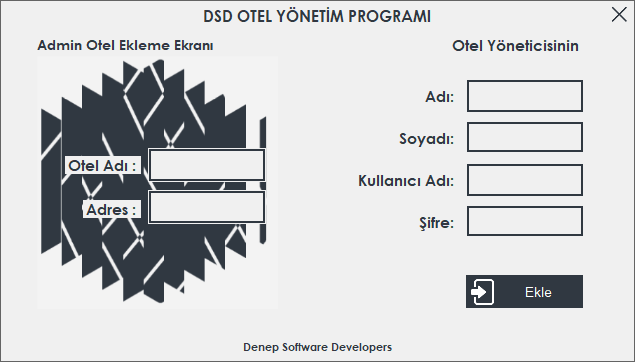 DSD OTEL YÖNETİM PROGRAMI
Admin Otel Ekleme Ekranı
Otel Adı :
Adres :
Otel Yöneticisinin
Adı:
Soyadı:
Kullanıcı Adı:
Şifre:
Ekle
Denep Software Developers